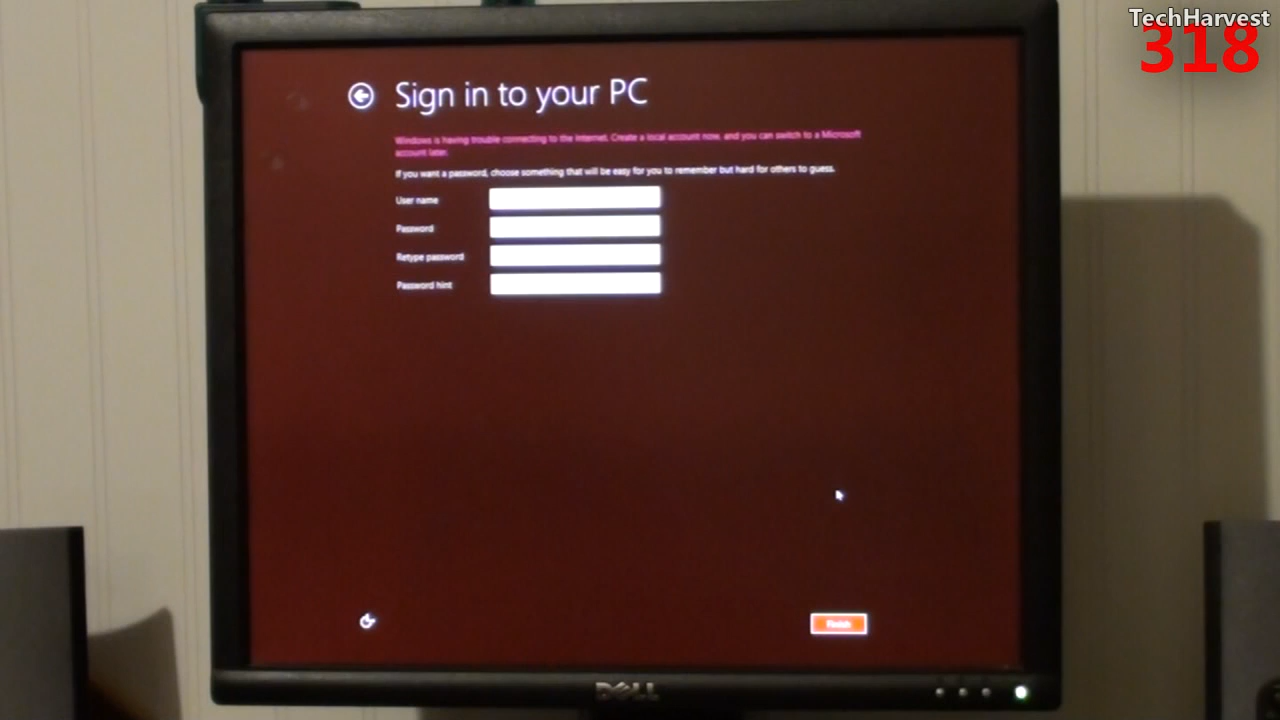 TechHarvest
318
Sign in to your PC
Windows is having trouble connecting to the Internet. Create a local account now, and you can switch to a Microsoft
account later.
If you want a password, choose something that will be easy for you to remember but hard for others to guess.
User name
Password
Retype password
Password hint
Finish
DELL